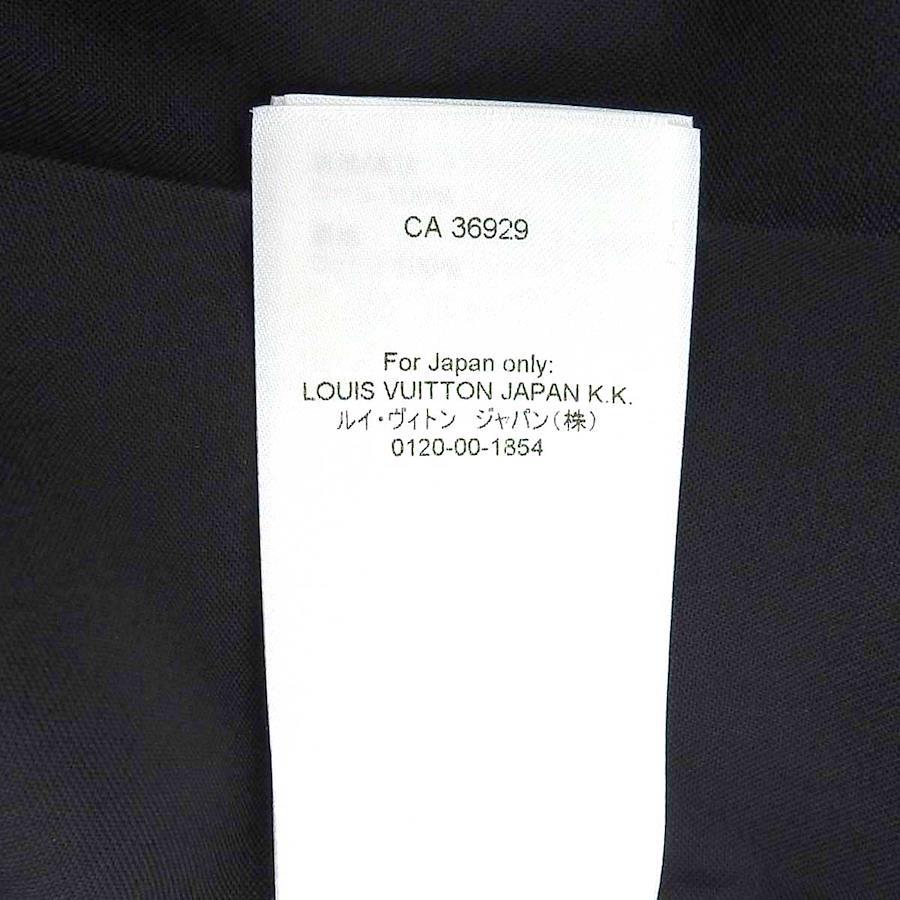 CA 36929
For Japan only:
LOUIS VUITTON JAPAN K.K.
ルイ・ヴィトン　ジャパン(株)
0120-00-1854